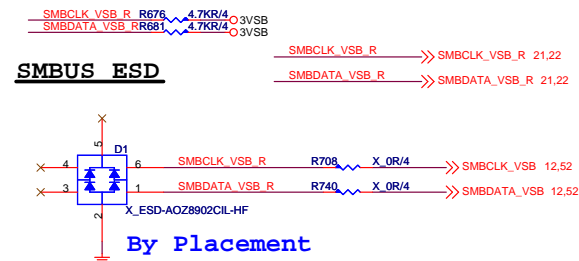 SMBCLK_VSB_R R676 4.7KR/4 3VSB
SMBDATA_VSB_R R681 4.7KR/4 3VSB
SMBCLK_VSB_R SMBCLK_VSB_R 21,22
SMBDATA_VSB_R SMBDATA_VSB_R 21,22
SMBUS ESD
D1
5
4 6 SMBCLK_VSB_R R708 X_0R/4 SMBCLK_VSB 12,52
3 1 SMBDATA_VSB_R R740 X_0R/4 SMBDATA_VSB 12,52
2
X_ESD-AOZ8902CIL-HF
By Placement